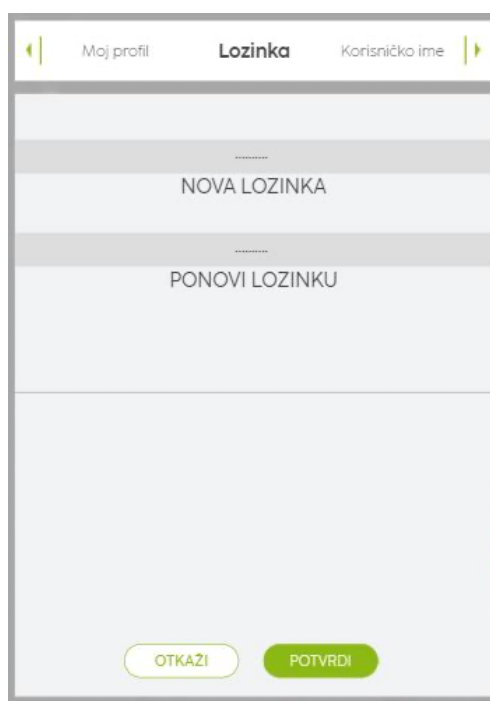 Moj profil Lozinka Korisničko ime
..........
NOVA LOZINKA
..........
PONOVI LOZINKU
OTKAŽI POTVRDI